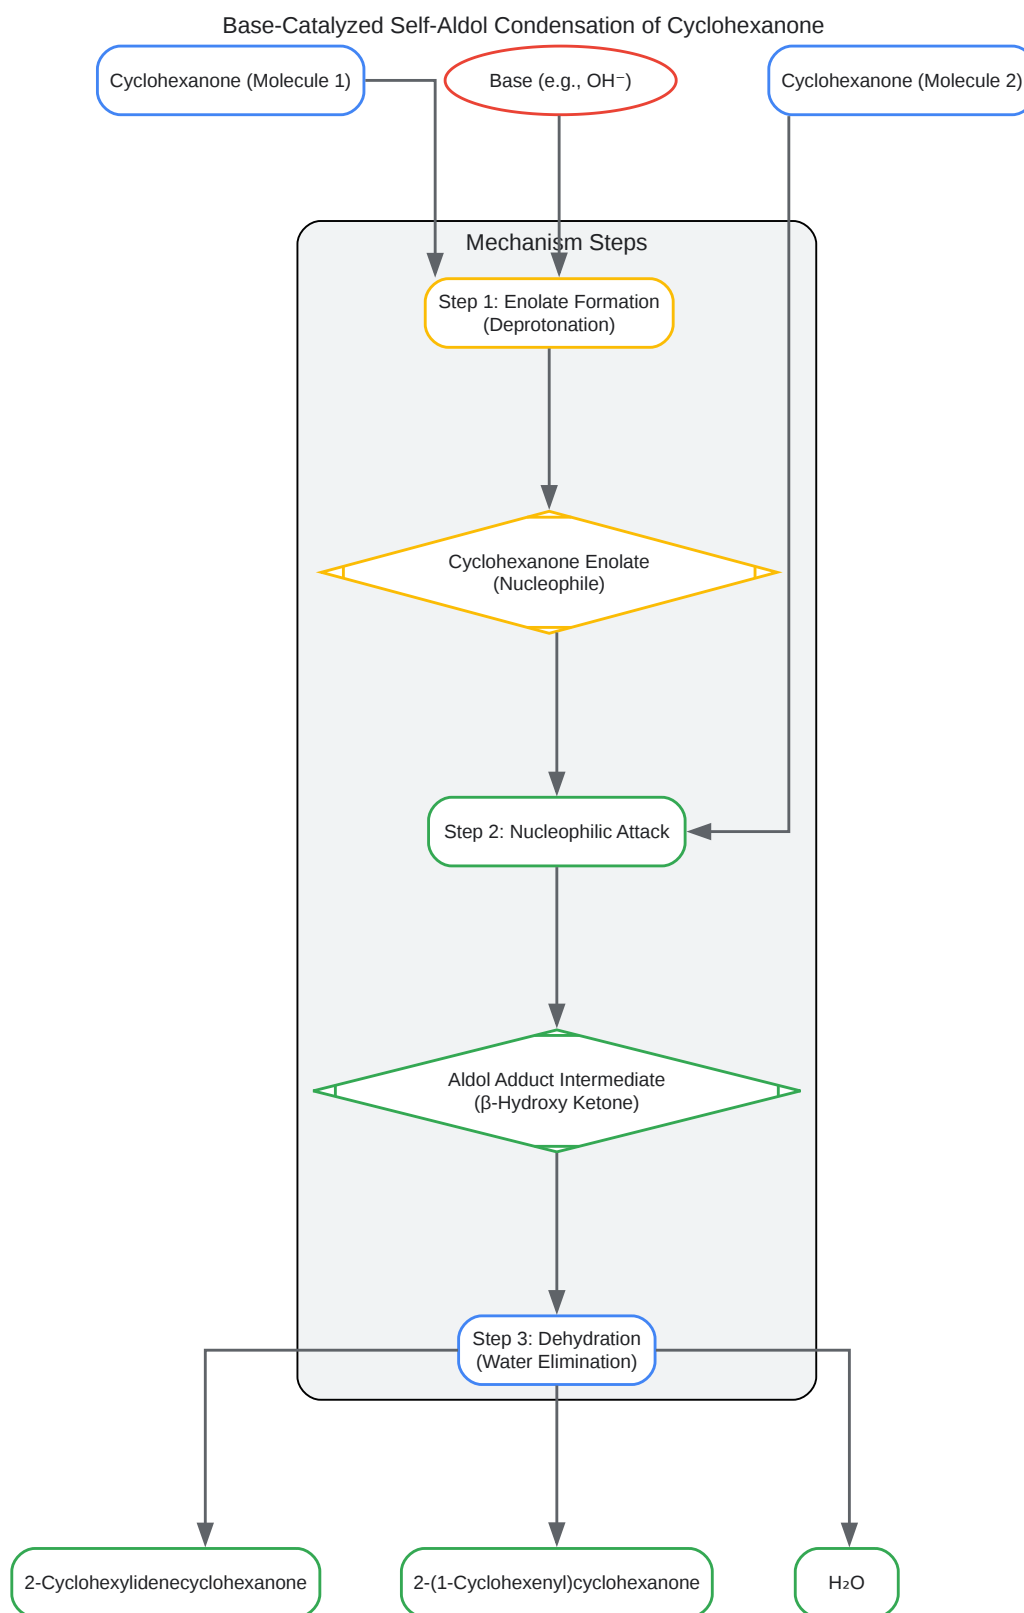 Base-Catalyzed Self-Aldol Condensation of Cyclohexanone
Cyclohexanone (Molecule 1)
Base (e.g., OH⁻)
Cyclohexanone (Molecule 2)
Mechanism Steps
Step 1: Enolate Formation
(Deprotonation)
Cyclohexanone Enolate
(Nucleophile)
Step 2: Nucleophilic Attack
Aldol Adduct Intermediate
(β-Hydroxy Ketone)
Step 3: Dehydration
(Water Elimination)
2-Cyclohexylidenecyclohexanone
2-(1-Cyclohexenyl)cyclohexanone
H₂O